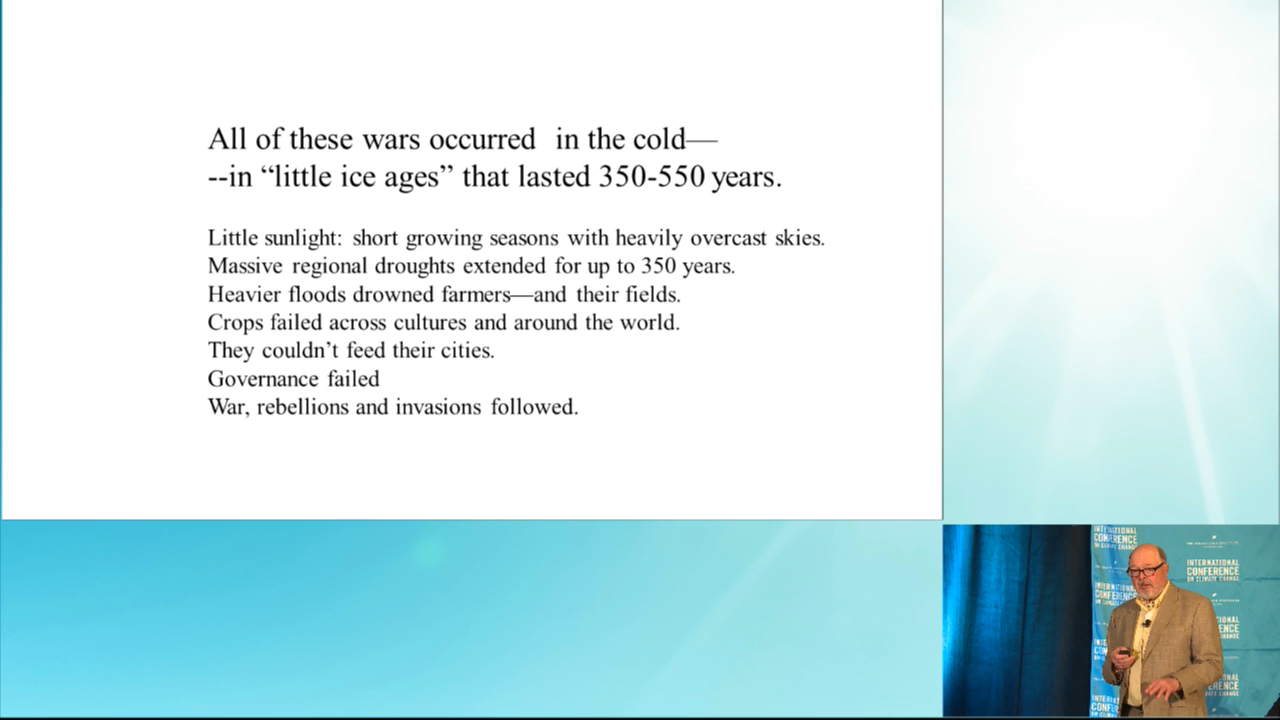 All of these wars occurred in the cold—
--in “little ice ages” that lasted 350-550 years.
Little sunlight: short growing seasons with heavily overcast skies.
Massive regional droughts extended for up to 350 years.
Heavier floods drowned farmers—and their fields.
Crops failed across cultures and around the world.
They couldn’t feed their cities.
Governance failed
War, rebellions and invasions followed.
INTERNATIONAL
CONFERENCE
ON CLIMATE CHANGE